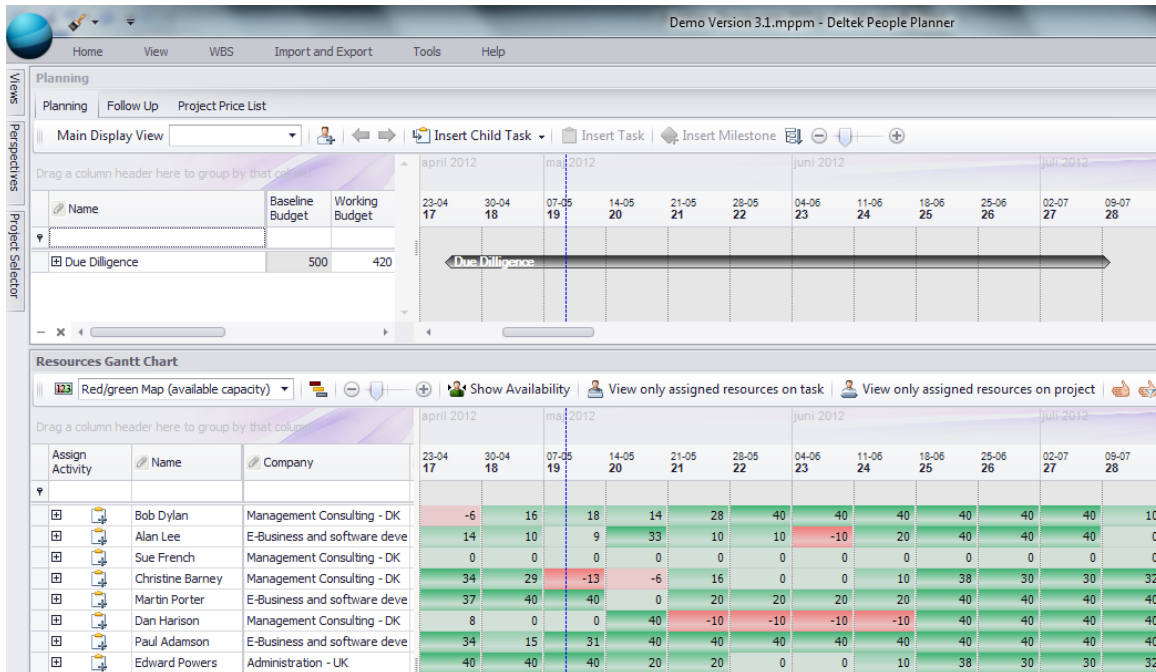 Demo Version 3.1.mppm - Deltek People Planner
Home View WBS Import and Export Tools Help
Views
Perspectives
Project Selector
Planning
Planning Follow Up Project Price List
Main Display View Insert Child Task Insert Task Insert Milestone
april 2012 maj 2012 juni 2012 juli 2012
Drag a column header here to group by that column
Name Baseline Budget Working Budget
23-04 30-04 07-05 14-05 21-05 28-05 04-06 11-06 18-06 25-06 02-07 09-07
17 18 19 20 21 22 23 24 25 26 27 28
Due Dilligence 500 420 Due Dilligence
Resources Gantt Chart
123 Red/green Map (available capacity) Show Availability View only assigned resources on task View only assigned resources on project
april 2012 maj 2012 juni 2012 juli 2012
Drag a column header here to group by that column
Assign Activity Name Company
23-04 30-04 07-05 14-05 21-05 28-05 04-06 11-06 18-06 25-06 02-07 09-07
17 18 19 20 21 22 23 24 25 26 27 28
Bob Dylan Management Consulting - DK -6 16 18 14 28 40 40 40 40 40 40 10
Alan Lee E-Business and software deve 14 10 9 33 10 10 -10 20 40 40 40 0
Sue French Management Consulting - DK 0 0 0 0 0 0 0 0 0 0 0 0
Christine Barney Management Consulting - DK 34 29 -13 -6 16 0 0 10 38 30 30 32
Martin Porter E-Business and software deve 37 40 40 0 20 20 20 20 40 40 40 40
Dan Harison Management Consulting - DK 8 0 0 40 -10 -10 -10 -10 40 40 40 40
Paul Adamson E-Business and software deve 34 15 31 40 40 40 40 40 40 40 40 40
Edward Powers Administration - UK 40 40 40 20 20 0 0 10 38 30 30 32